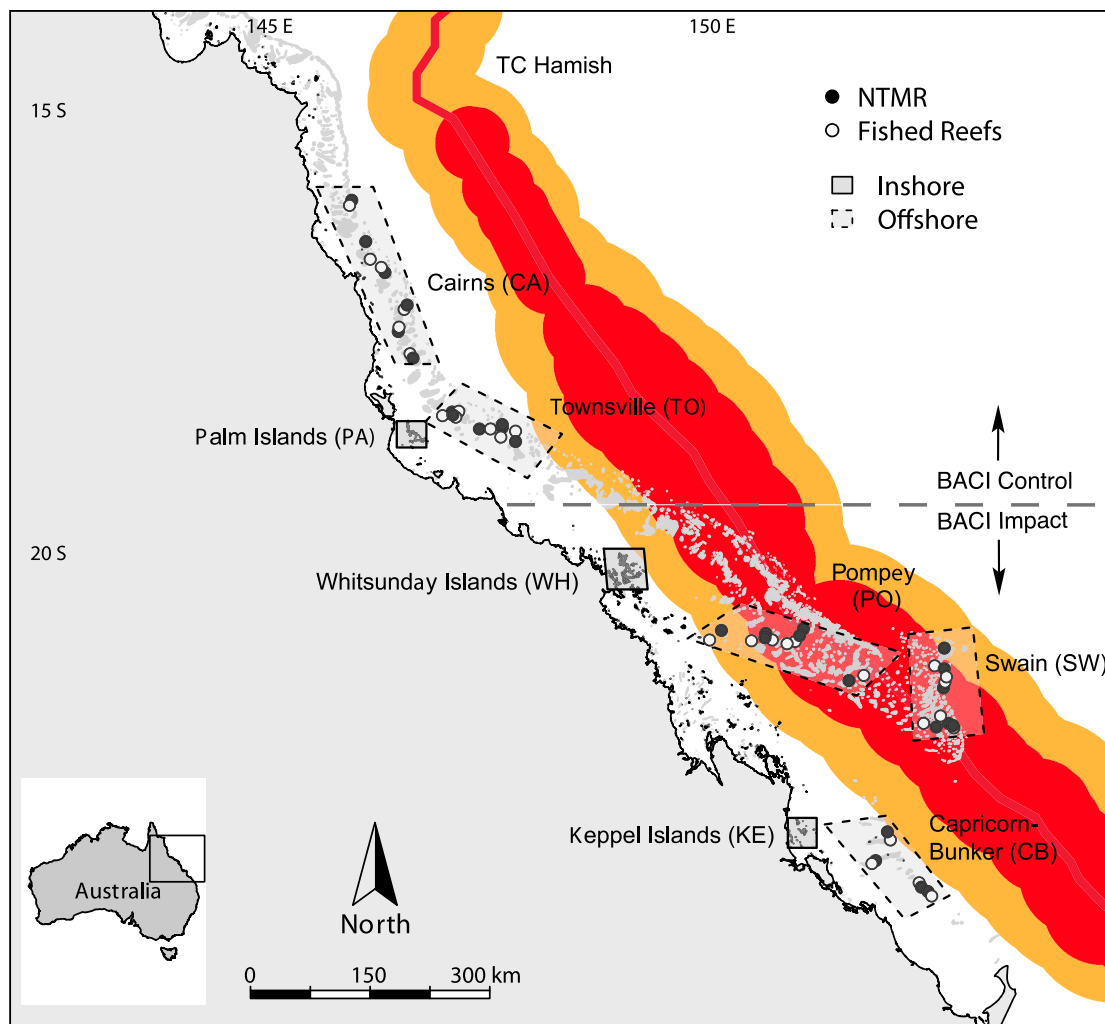 145 E
150 E
TC Hamish
15 S
NTMR
Fished Reefs
Inshore
Offshore
Cairns (CA)
Townsville (TO)
Palm Islands (PA)
BACI Control
BACI Impact
20 S
Whitsunday Islands (WH)
Pompey
(PO)
Swain (SW)
Keppel Islands (KE)
Capricorn-
Bunker (CB)
Australia
North
0 150 300 km